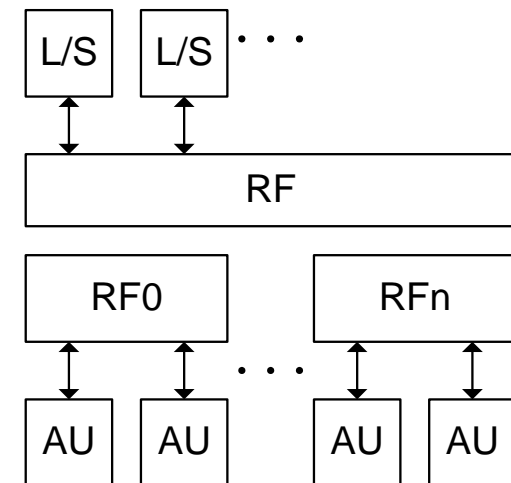 L/S L/S . . .
RF
RF0 RFn
. . .
AU AU AU AU